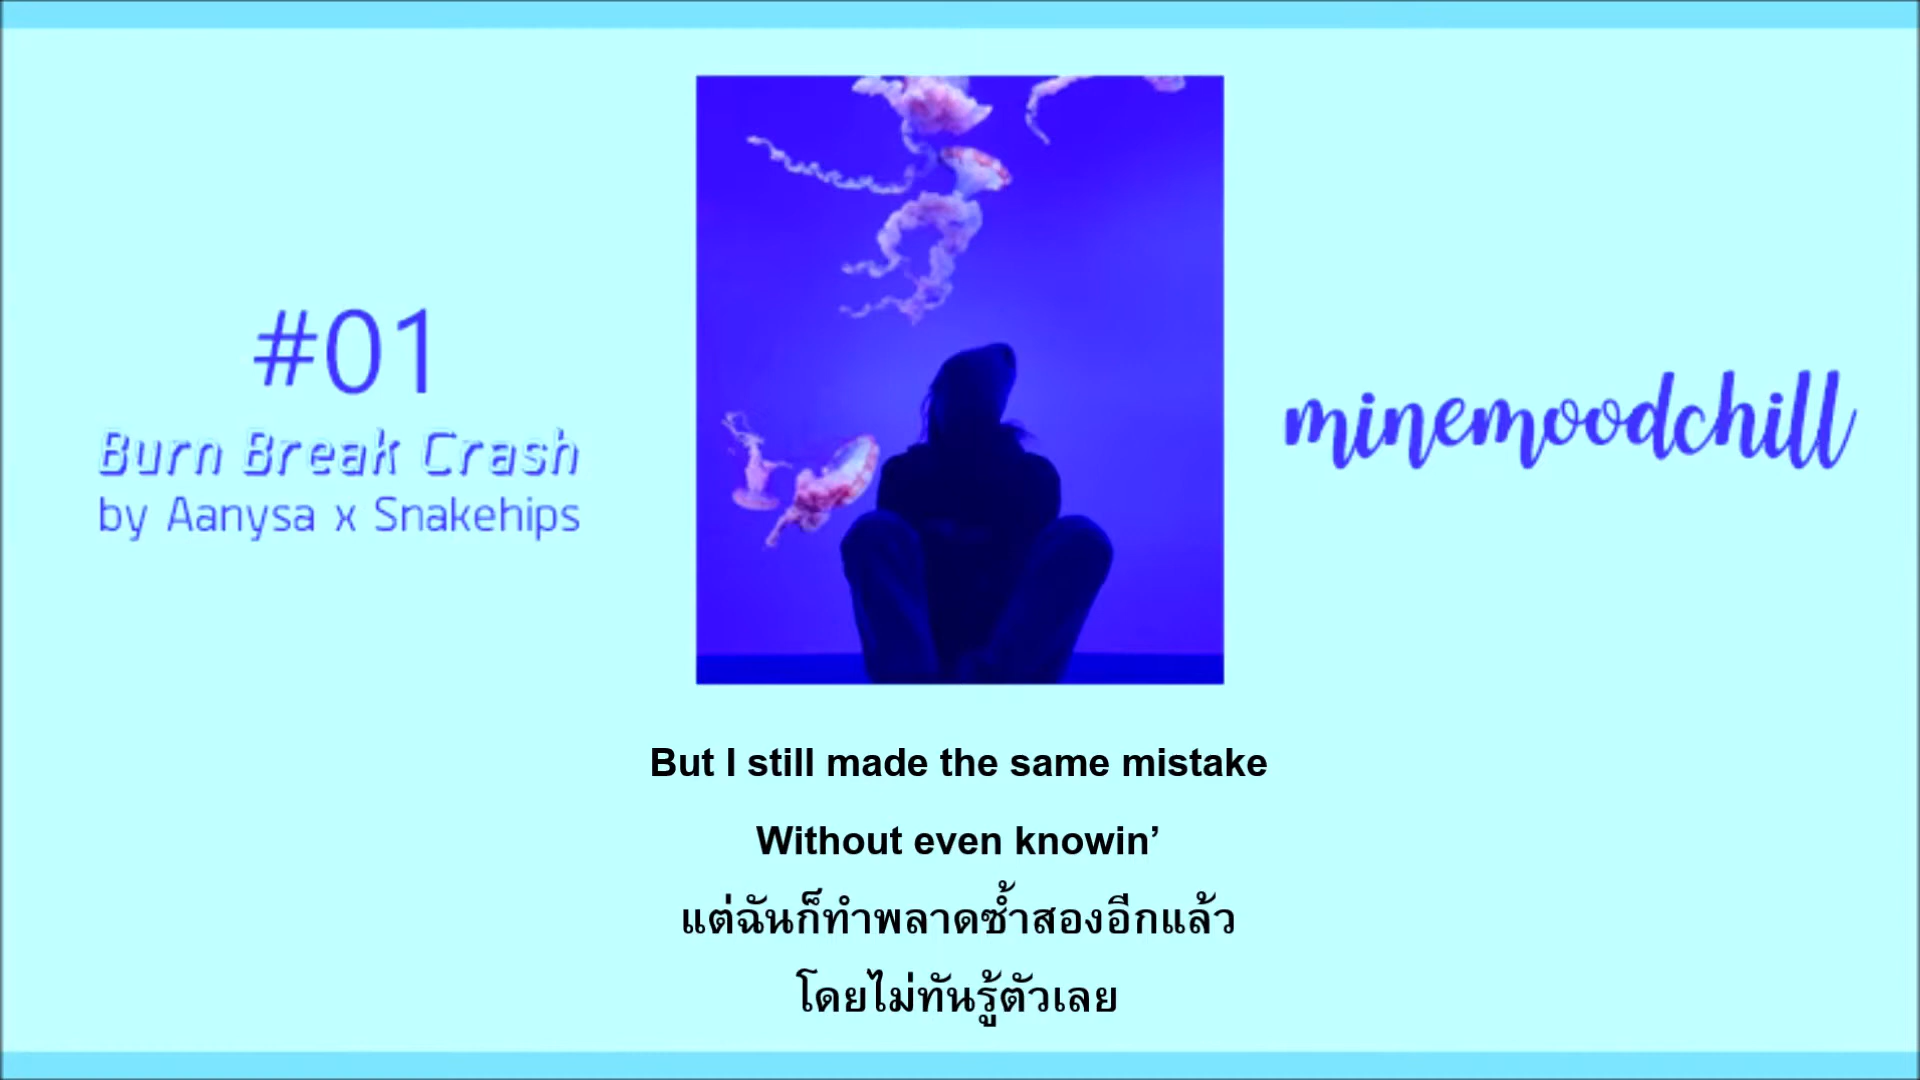 #01
Burn Break Crash
by Aanysa x Snakehips
minemoodchill
But I still made the same mistake
Without even knowin’
แต่ฉันก็ทำพลาดซ้ำสองอีกแล้ว
โดยไม่ทันรู้ตัวเลย